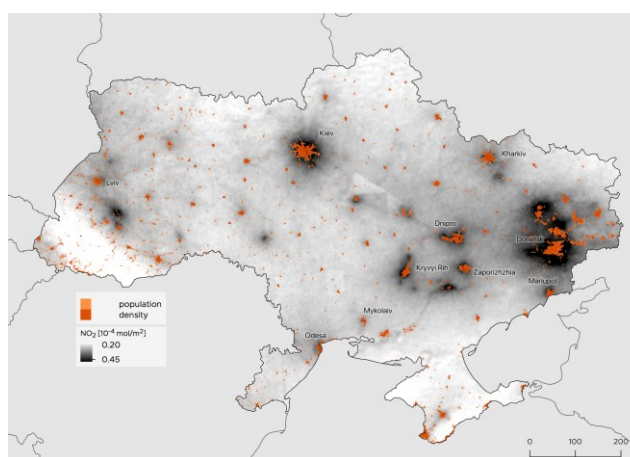 Kiev
Kharkiv
Lviv
Dnipro
Donetsk
Kryvyi Rih
Zaporizhzhia
Mariupol
Mykolaiv
Odesa
population
density
NO₂ [10⁻⁴ mol/m²]
0.20
0.45
0 100 200